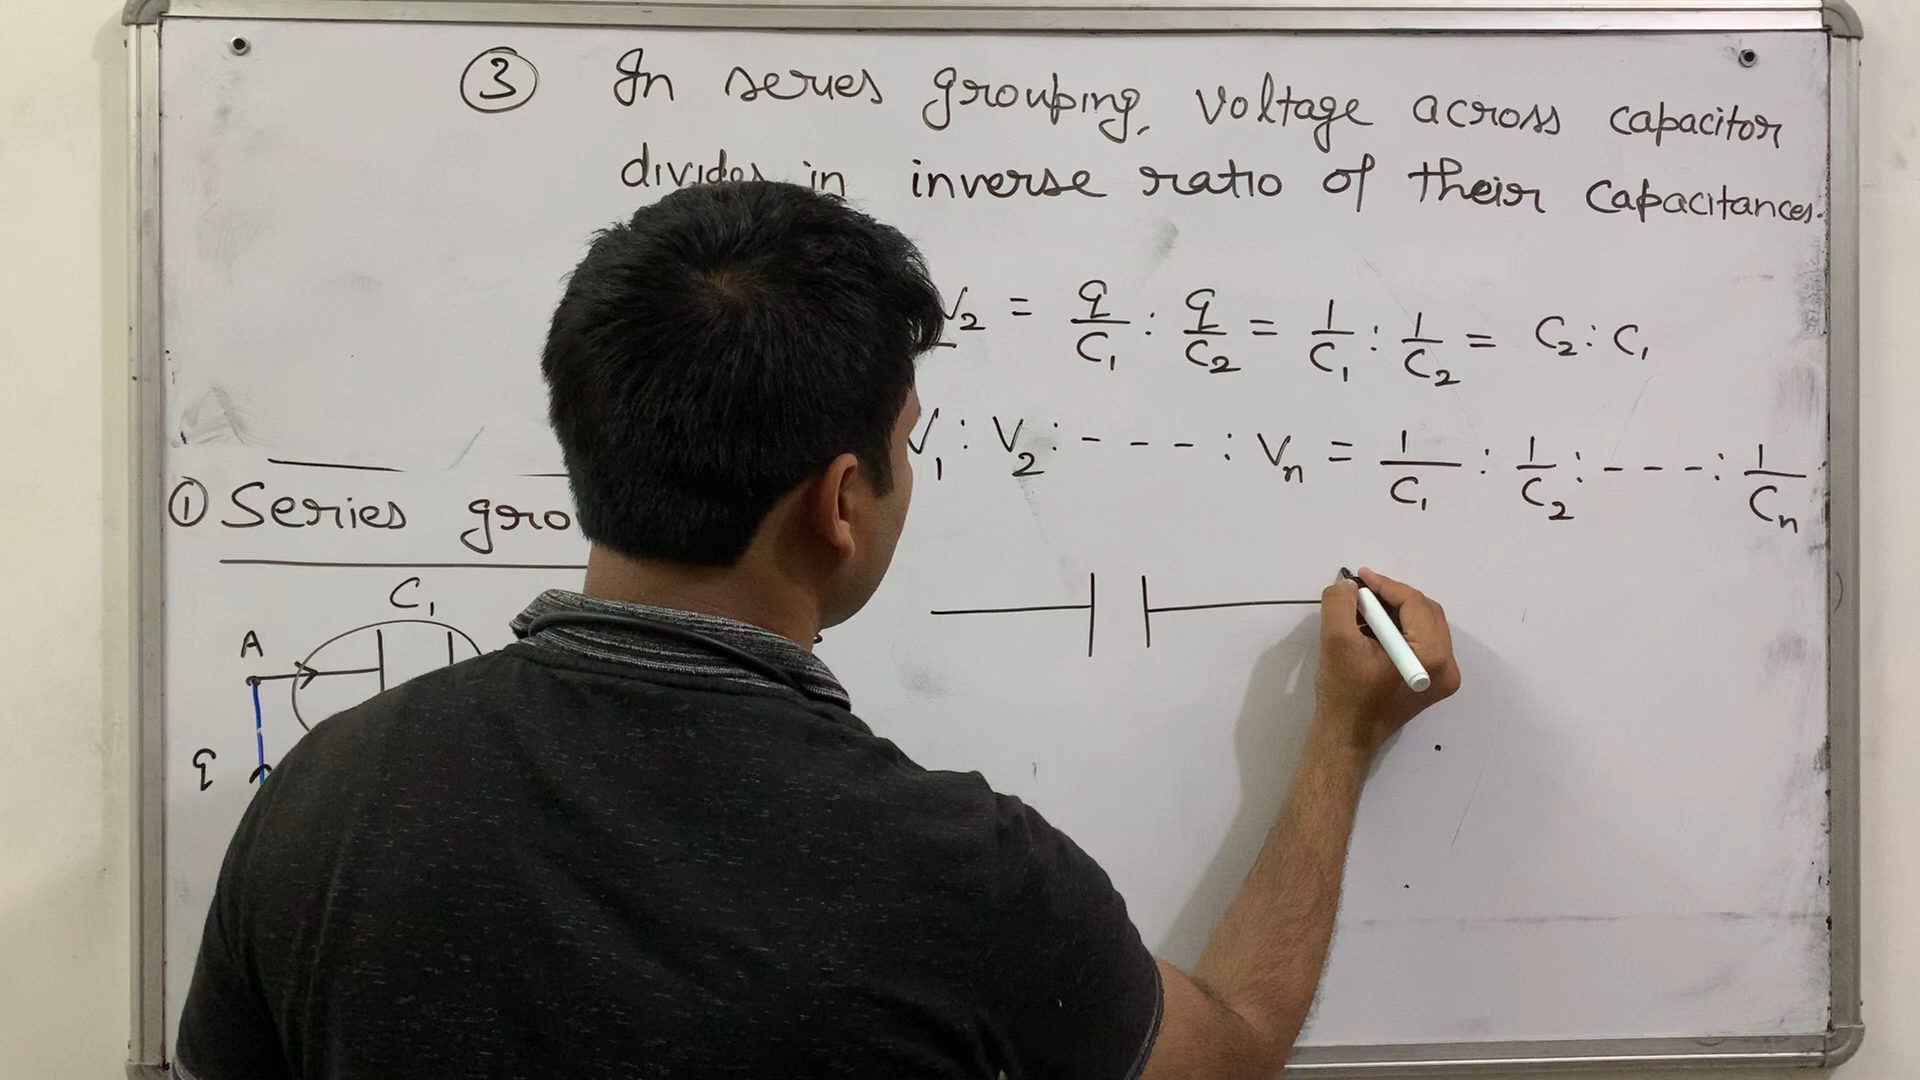 ③ In series grouping, voltage across capacitor
divides in inverse ratio of their capacitances.
V₂ = q/C₁ : q/C₂ = 1/C₁ : 1/C₂ = C₂ : C₁
V₁ : V₂ : - - - : Vₙ = 1/C₁ : 1/C₂ : - - - : 1/Cₙ
① Series gro
C₁
A